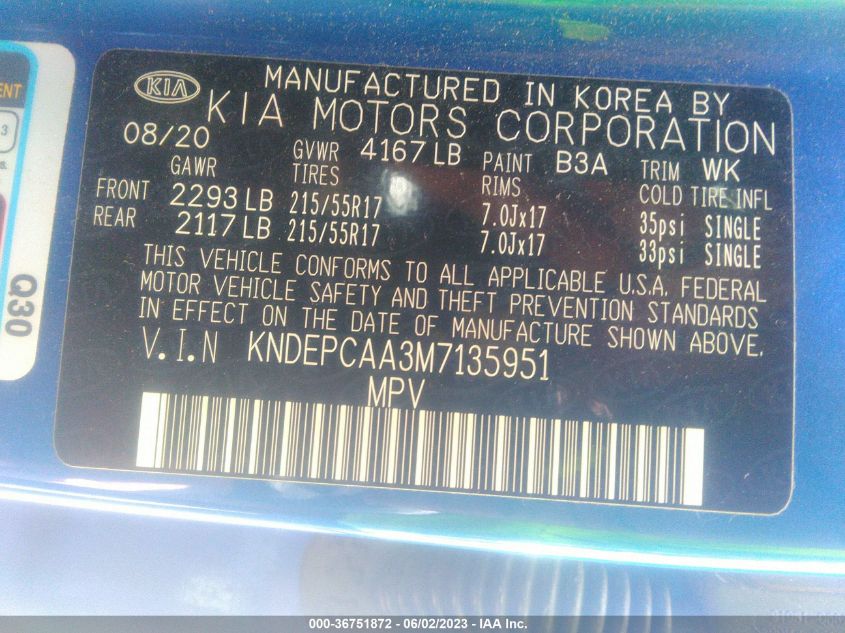 KIA
MANUFACTURED IN KOREA BY
KIA MOTORS CORPORATION
08/20 GVWR 4167 LB PAINT B3A TRIM WK
GAWR TIRES RIMS COLD TIRE INFL
FRONT 2293 LB 215/55R17 7.0Jx17 35psi SINGLE
REAR 2117 LB 215/55R17 7.0Jx17 33psi SINGLE
THIS VEHICLE CONFORMS TO ALL APPLICABLE U.S.A. FEDERAL
MOTOR VEHICLE SAFETY AND THEFT PREVENTION STANDARDS
IN EFFECT ON THE DATE OF MANUFACTURE SHOWN ABOVE.
V.I.N KNDEPCAA3M7135951
MPV
3
Q30
000-36751872 - 06/02/2023 - IAA Inc.